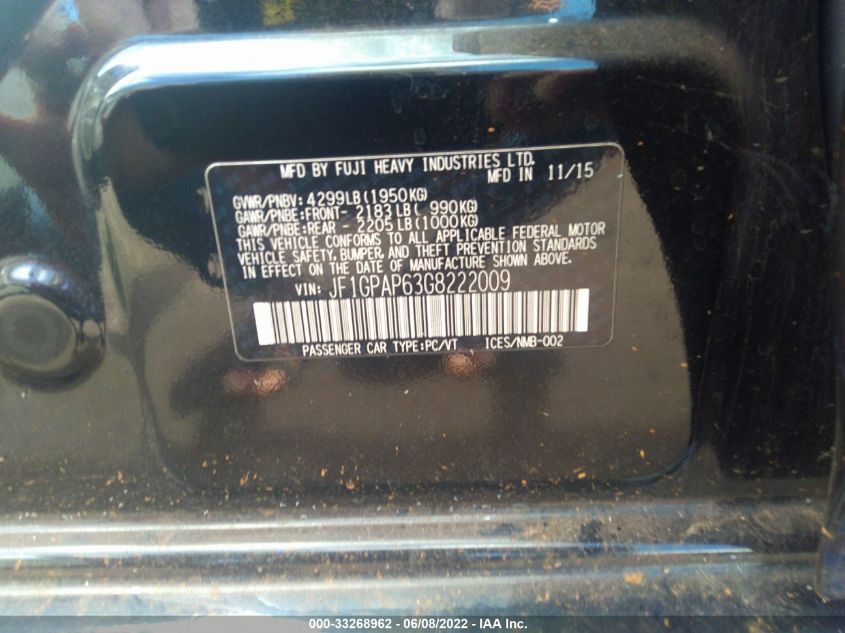 MFD BY FUJI HEAVY INDUSTRIES LTD.
MFD IN 11/15
GVWR/PNBV: 4299LB(1950KG)
GAWR/PNBE:FRONT- 2183LB( 990KG)
GAWR/PNBE:REAR - 2205LB(1000KG)
THIS VEHICLE CONFORMS TO ALL APPLICABLE FEDERAL MOTOR
VEHICLE SAFETY, BUMPER, AND THEFT PREVENTION STANDARDS
IN EFFECT ON THE DATE OF MANUFACTURE SHOWN ABOVE.
VIN: JF1GPAP63G8222009
PASSENGER CAR TYPE:PC/VT ICES/NMB-002
000-33268962 - 06/08/2022 - IAA Inc.